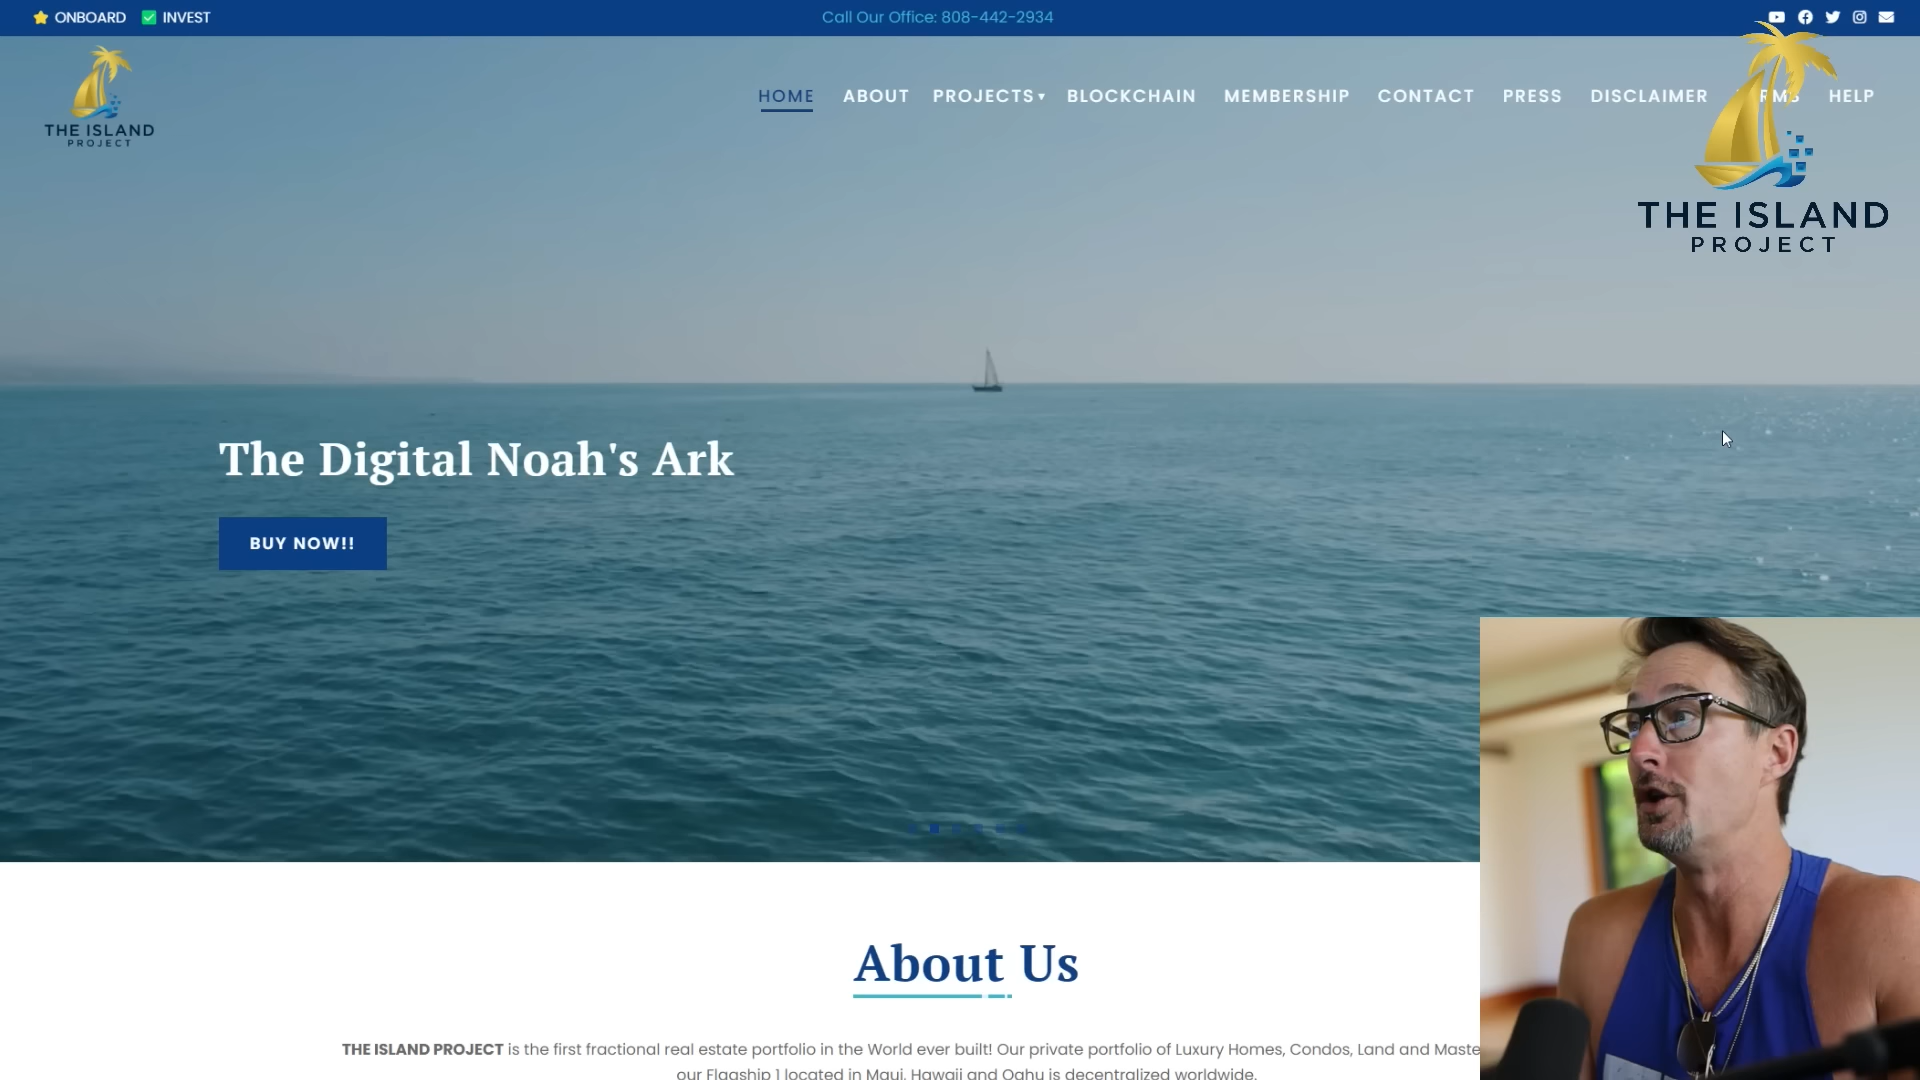 ONBOARD INVEST Call Our Office: 808-442-2934
HOME ABOUT PROJECTS BLOCKCHAIN MEMBERSHIP CONTACT PRESS DISCLAIMER HELP
THE ISLAND
PROJECT
THE ISLAND
PROJECT
The Digital Noah's Ark
BUY NOW!!
About Us
THE ISLAND PROJECT is the first fractional real estate portfolio in the World ever built! Our private portfolio of Luxury Homes, Condos, Land and
our Flagship 1 located in Maui, Hawaii and Oahu is decentralized worldwide.